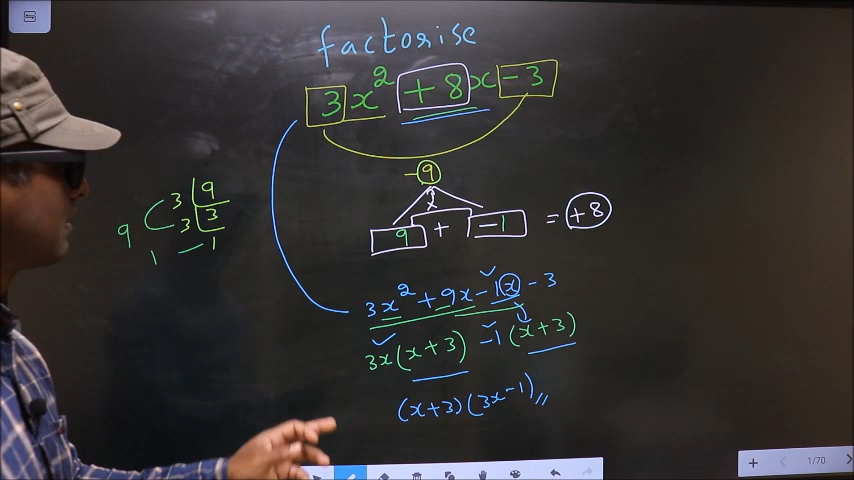 factorise
3x² + 8x - 3
-9
9 + -1 = +8
3 | 9
9 3 | 3
1 1
3x² + 9x - 1x - 3
3x(x+3) -1(x+3)
(x+3)(3x-1)
1/70